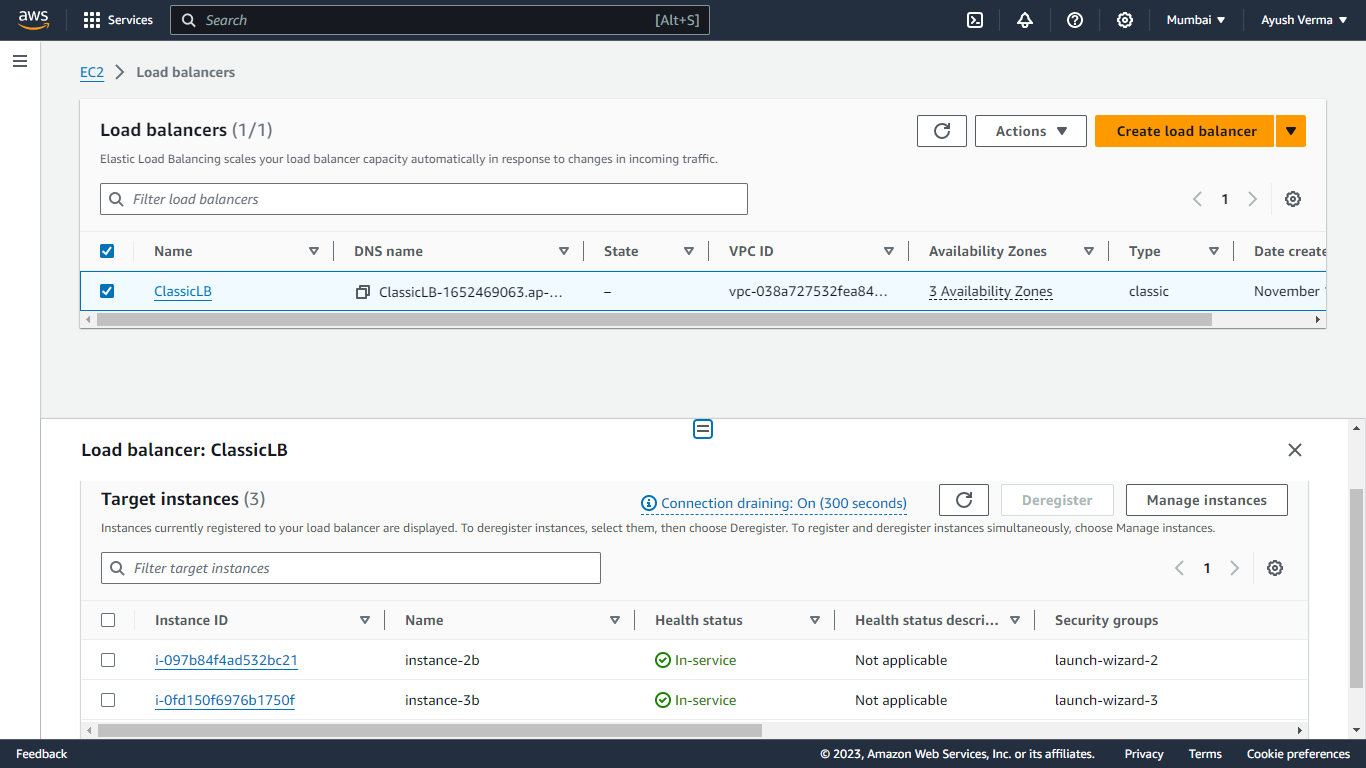 aws Services Search [Alt+S] Mumbai Ayush Verma
EC2 Load balancers
Load balancers (1/1) Actions Create load balancer
Elastic Load Balancing scales your load balancer capacity automatically in response to changes in incoming traffic.
Filter load balancers 1
Name DNS name State VPC ID Availability Zones Type Date create
ClassicLB ClassicLB-1652469063.ap-... – vpc-038a727532fea84... 3 Availability Zones classic November
Load balancer: ClassicLB
Target instances (3) Connection draining: On (300 seconds) Deregister Manage instances
Instances currently registered to your load balancer are displayed. To deregister instances, select them, then choose Deregister. To register and deregister instances simultaneously, choose Manage instances.
Filter target instances 1
Instance ID Name Health status Health status descri... Security groups
i-097b84f4ad532bc21 instance-2b In-service Not applicable launch-wizard-2
i-0fd150f6976b1750f instance-3b In-service Not applicable launch-wizard-3
Feedback © 2023, Amazon Web Services, Inc. or its affiliates. Privacy Terms Cookie preferences